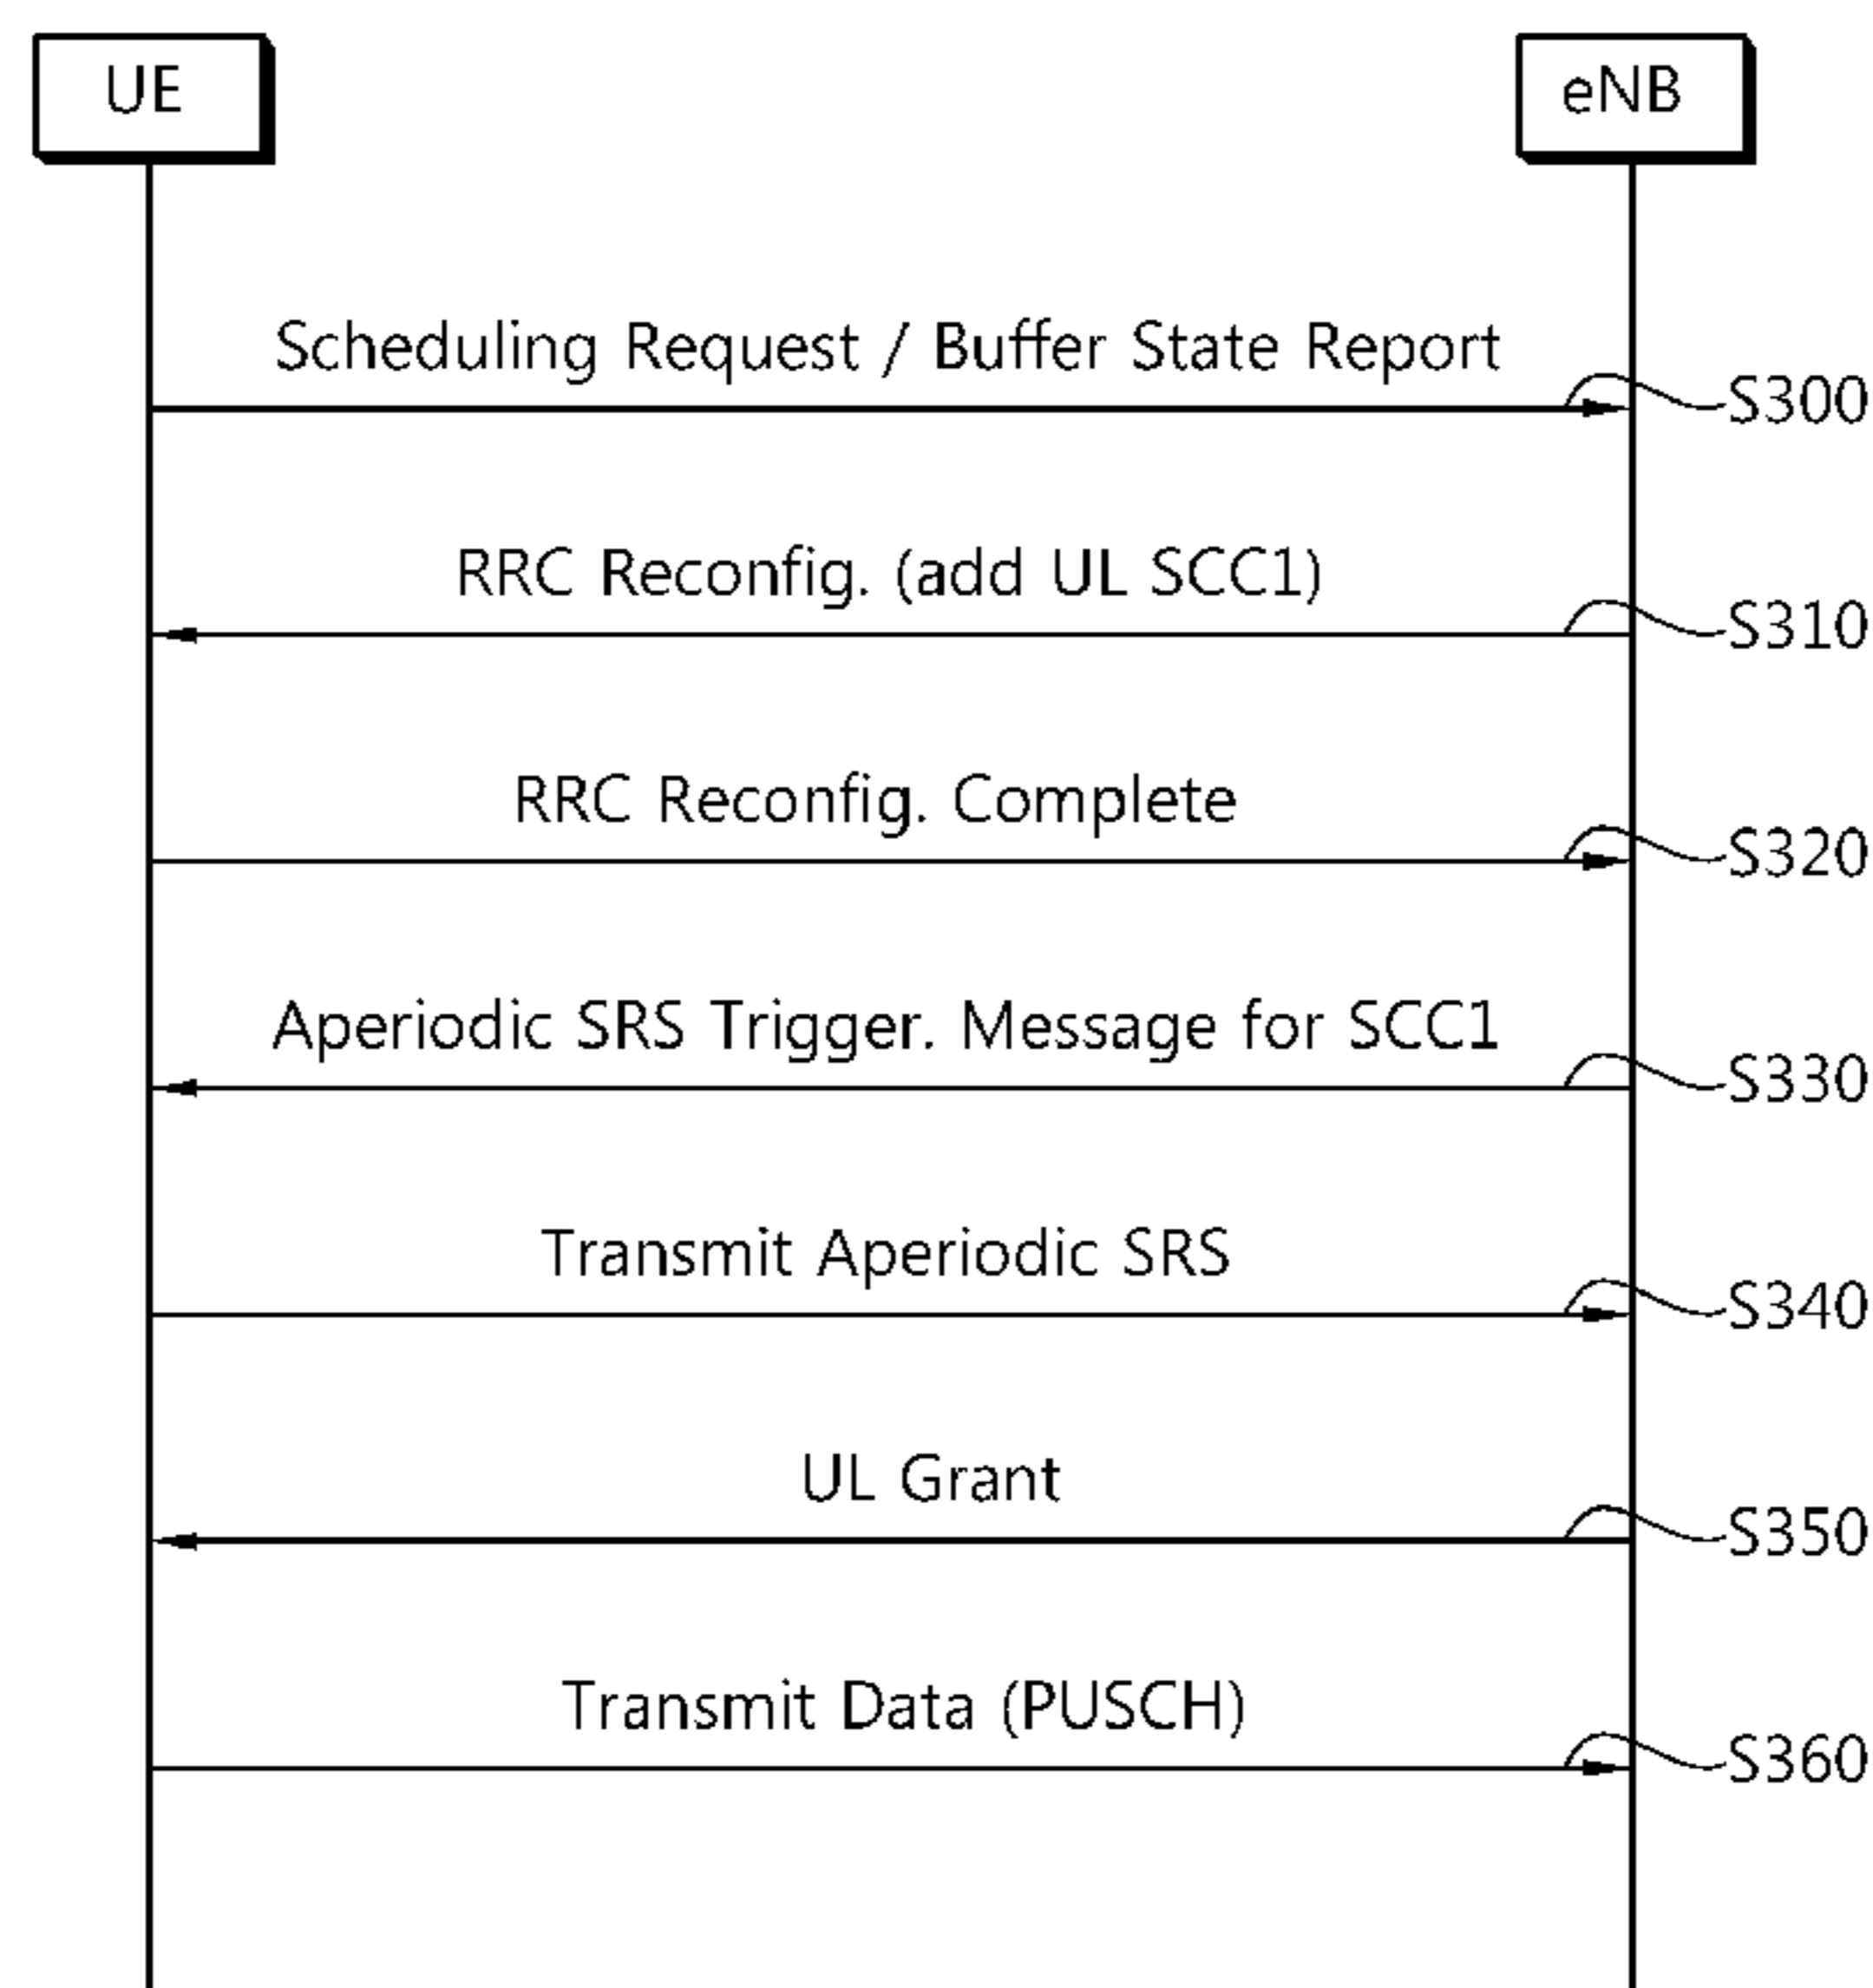 UE
eNB
Scheduling Request / Buffer State Report
S300
RRC Reconfig. (add UL SCC1)
S310
RRC Reconfig. Complete
S320
Aperiodic SRS Trigger. Message for SCC1
S330
Transmit Aperiodic SRS
S340
UL Grant
S350
Transmit Data (PUSCH)
S360